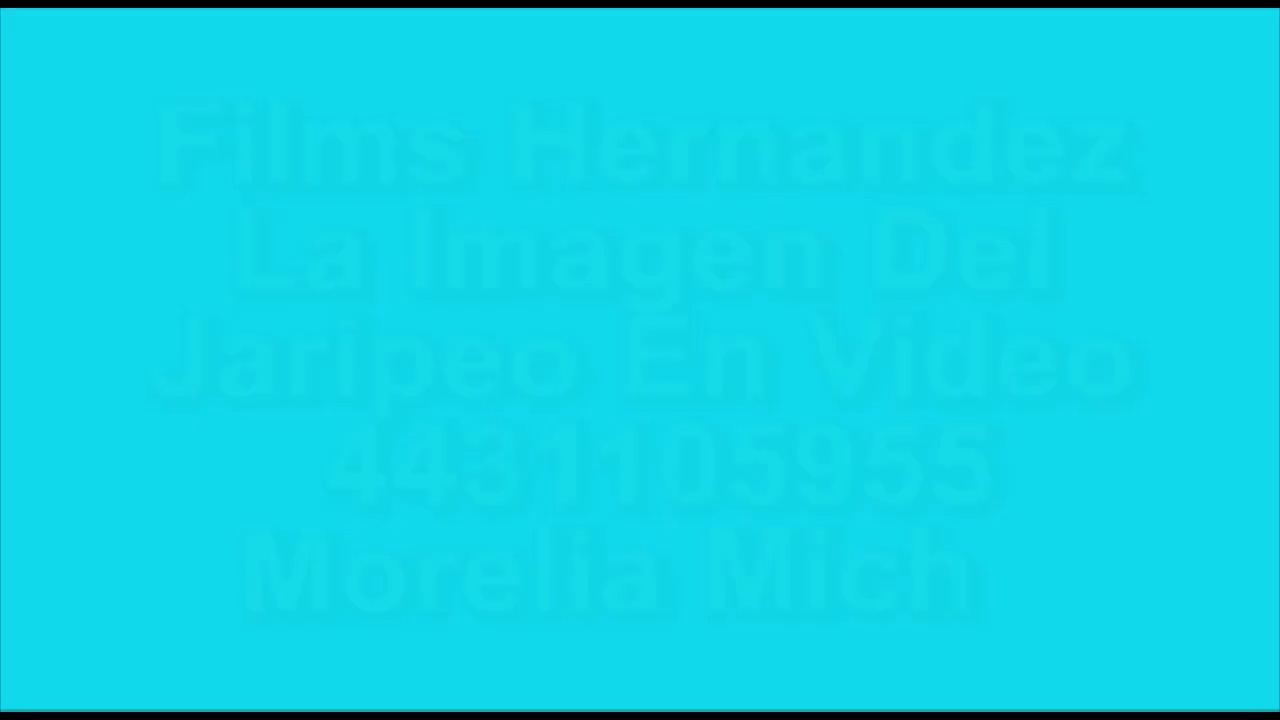 Films Hernandez
La Imagen Del
Jaripeo En Video
4431105955
Morelia Mich